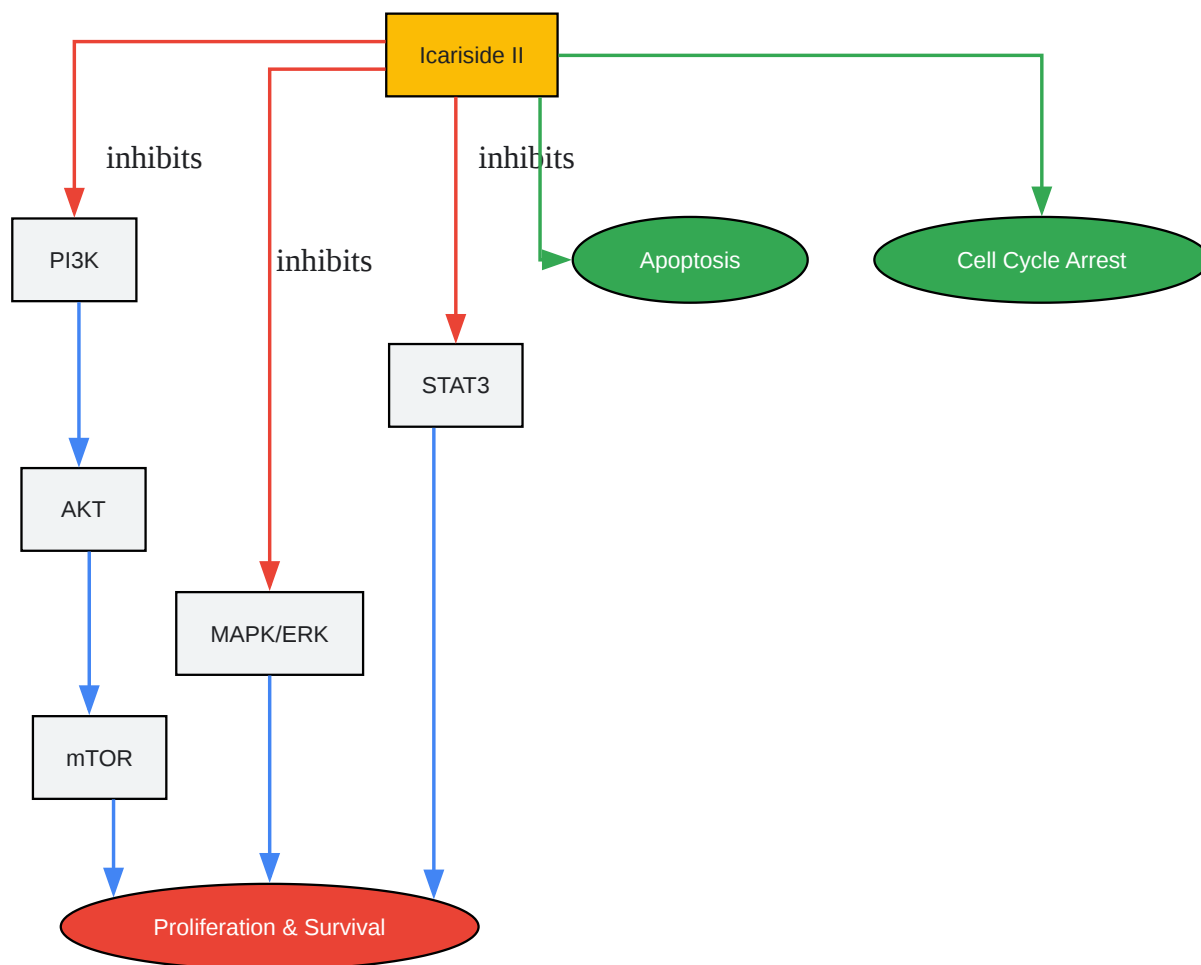 Icariside II
inhibits
inhibits
inhibits
PI3K
Apoptosis
Cell Cycle Arrest
STAT3
AKT
MAPK/ERK
mTOR
Proliferation & Survival